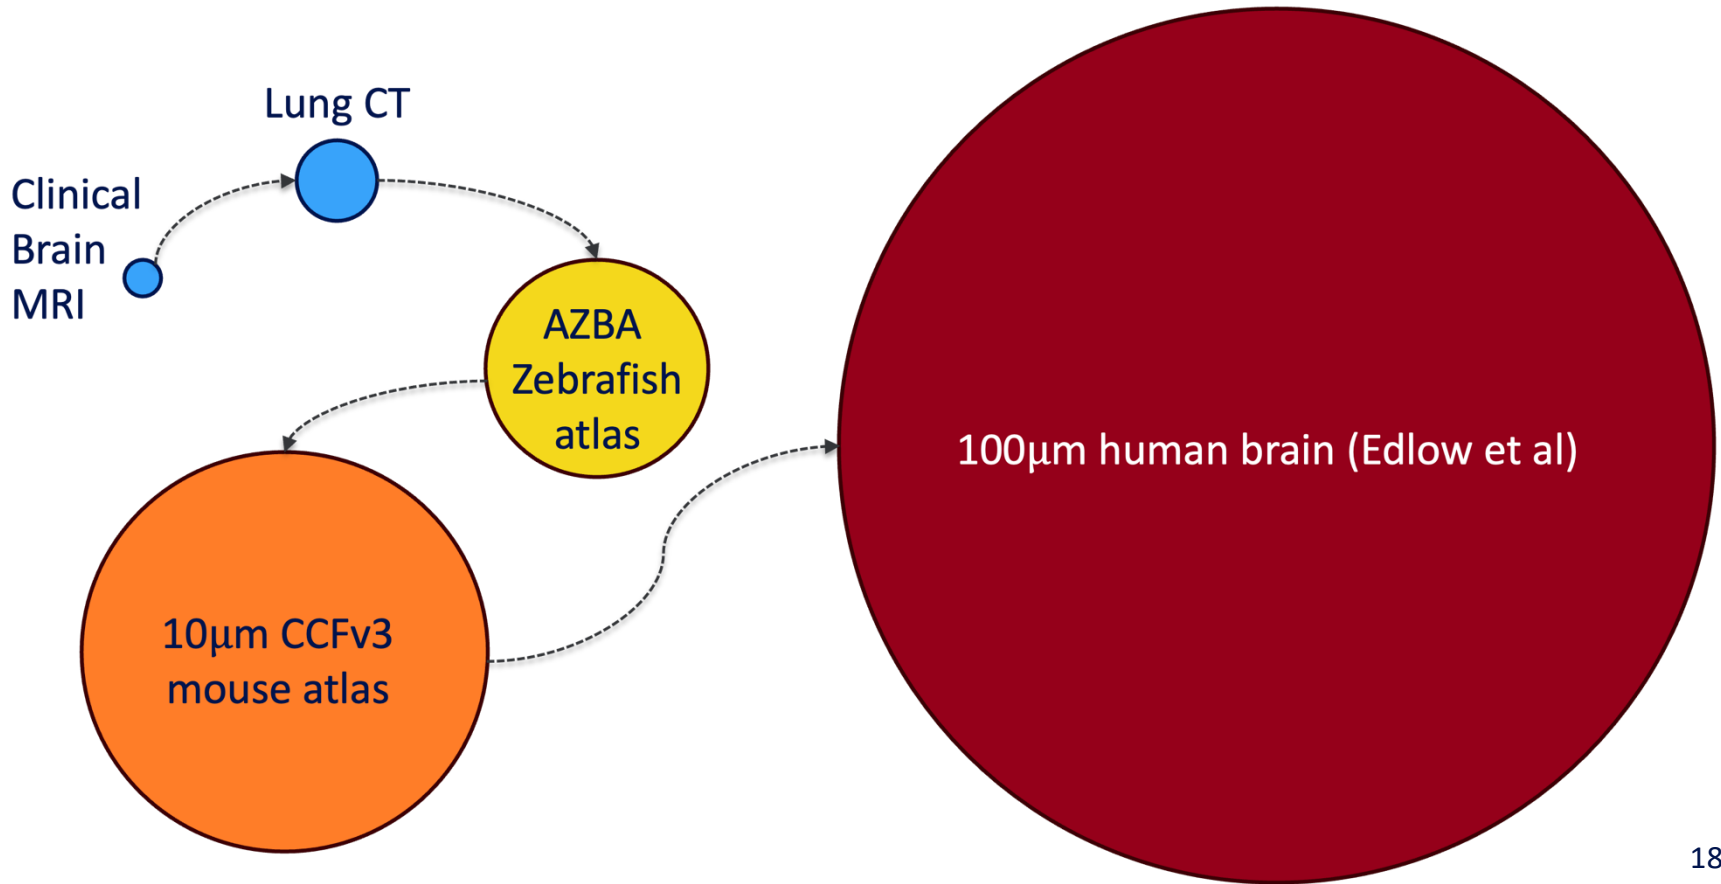 Lung CT
Clinical
Brain
MRI
AZBA
Zebrafish
atlas
10μm CCFv3
mouse atlas
100μm human brain (Edlow et al)
18